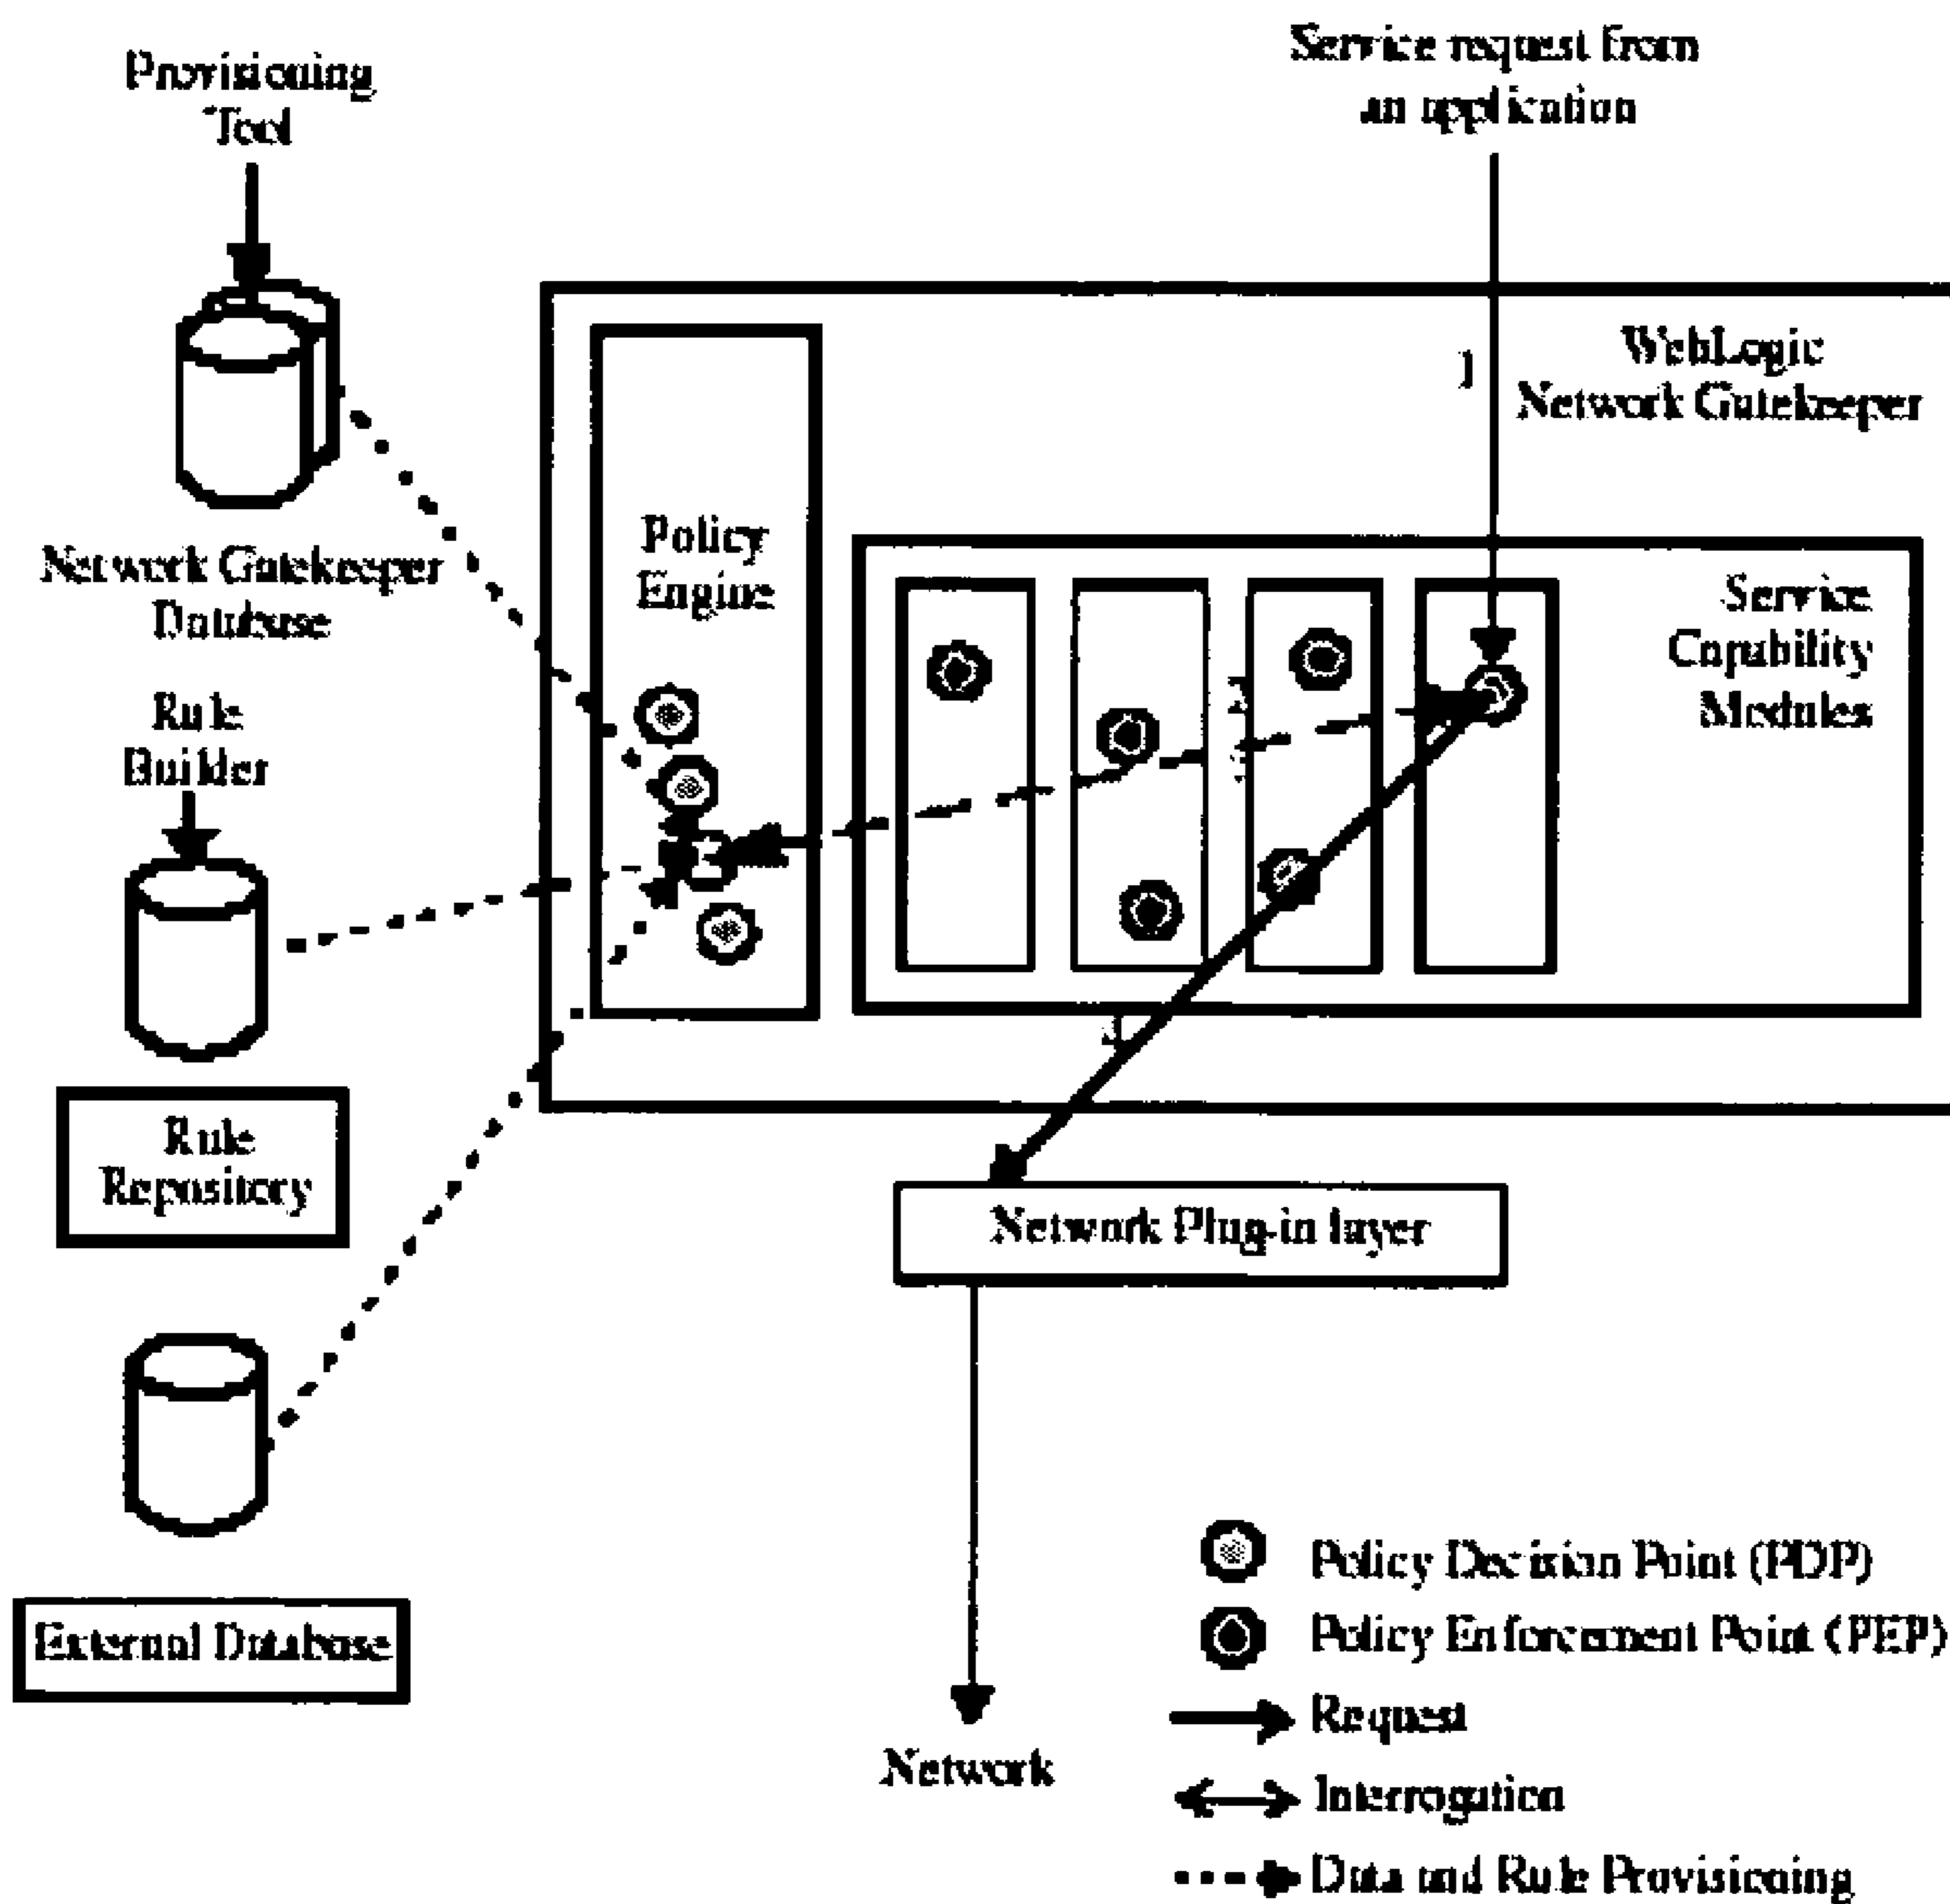 Provisioning
Tool
Service request from
an application
WebLogic
Network Gatekeeper
1
Policy
Engine
Network Gatekeeper
Database
Service
Capability
Modules
Rule
Builder
2
Rule
Repository
Network Plug-in layer
External Database
Network
Policy Decision Point (PDP)
Policy Enforcement Point (PEP)
Request
Interrogation
Data and Rule Provisioning